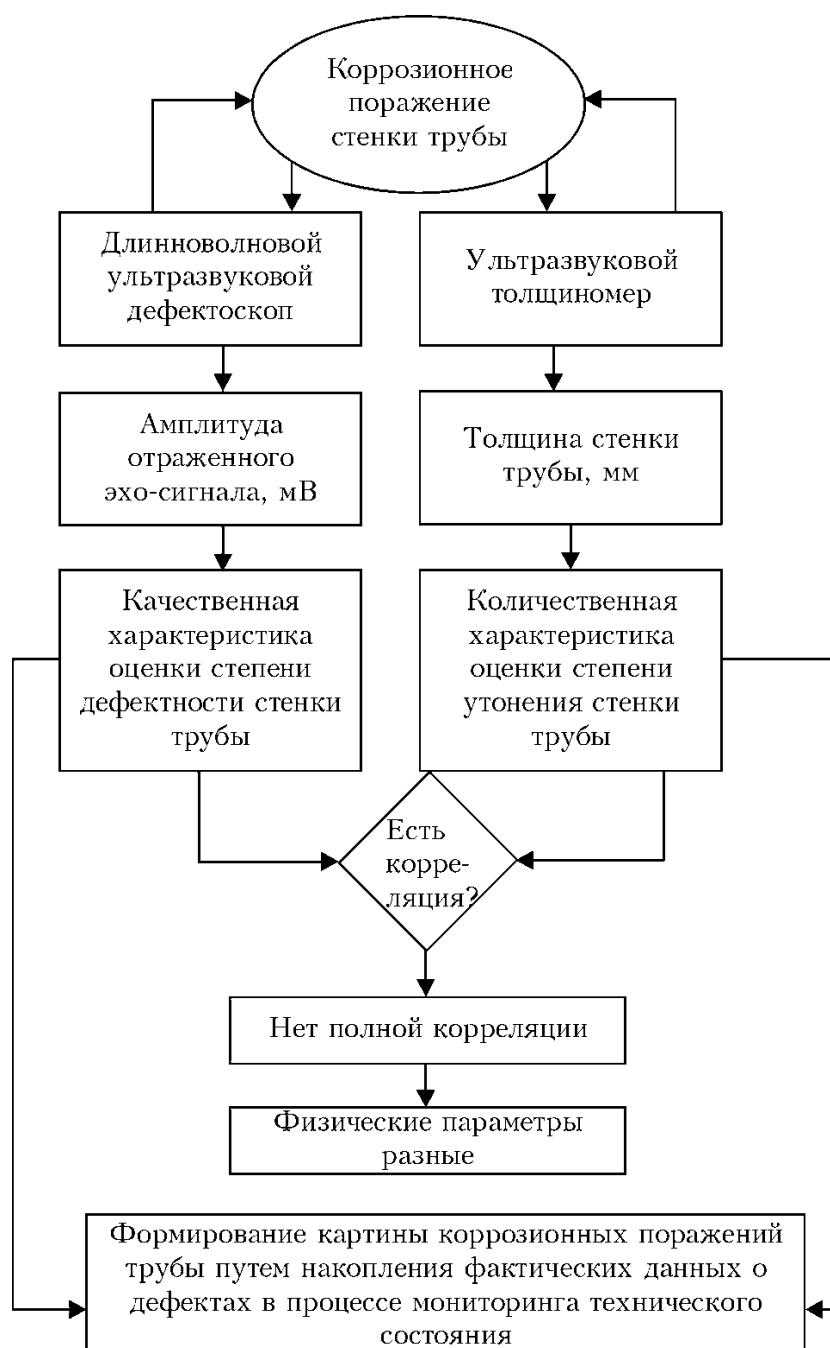 Коррозионное
поражение
стенки трубы
Длинноволновой
ультразвуковой
дефектоскоп
Ультразвуковой
толщиномер
Амплитуда
отраженного
эхо-сигнала, мВ
Толщина стенки
трубы, мм
Качественная
характеристика
оценки степени
дефектности стенки
трубы
Количественная
характеристика
оценки степени
утонения стенки
трубы
Есть
корре-
ляция?
Нет полной корреляции
Физические параметры
разные
Формирование картины коррозионных поражений
трубы путем накопления фактических данных о
дефектах в процессе мониторинга технического
состояния